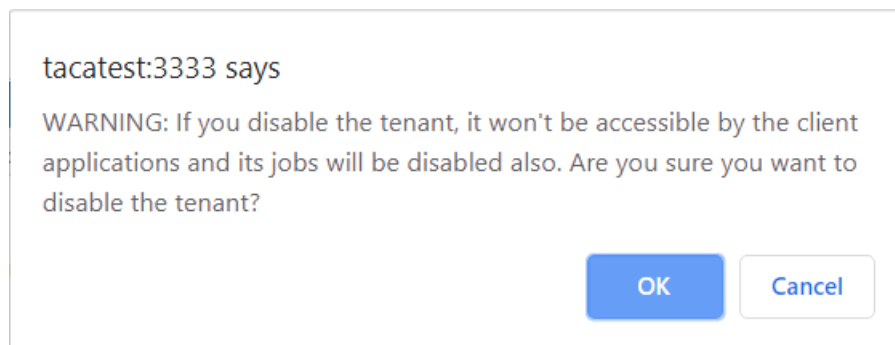 tacatest:3333 says
WARNING: If you disable the tenant, it won't be accessible by the client
applications and its jobs will be disabled also. Are you sure you want to
disable the tenant?
OK
Cancel